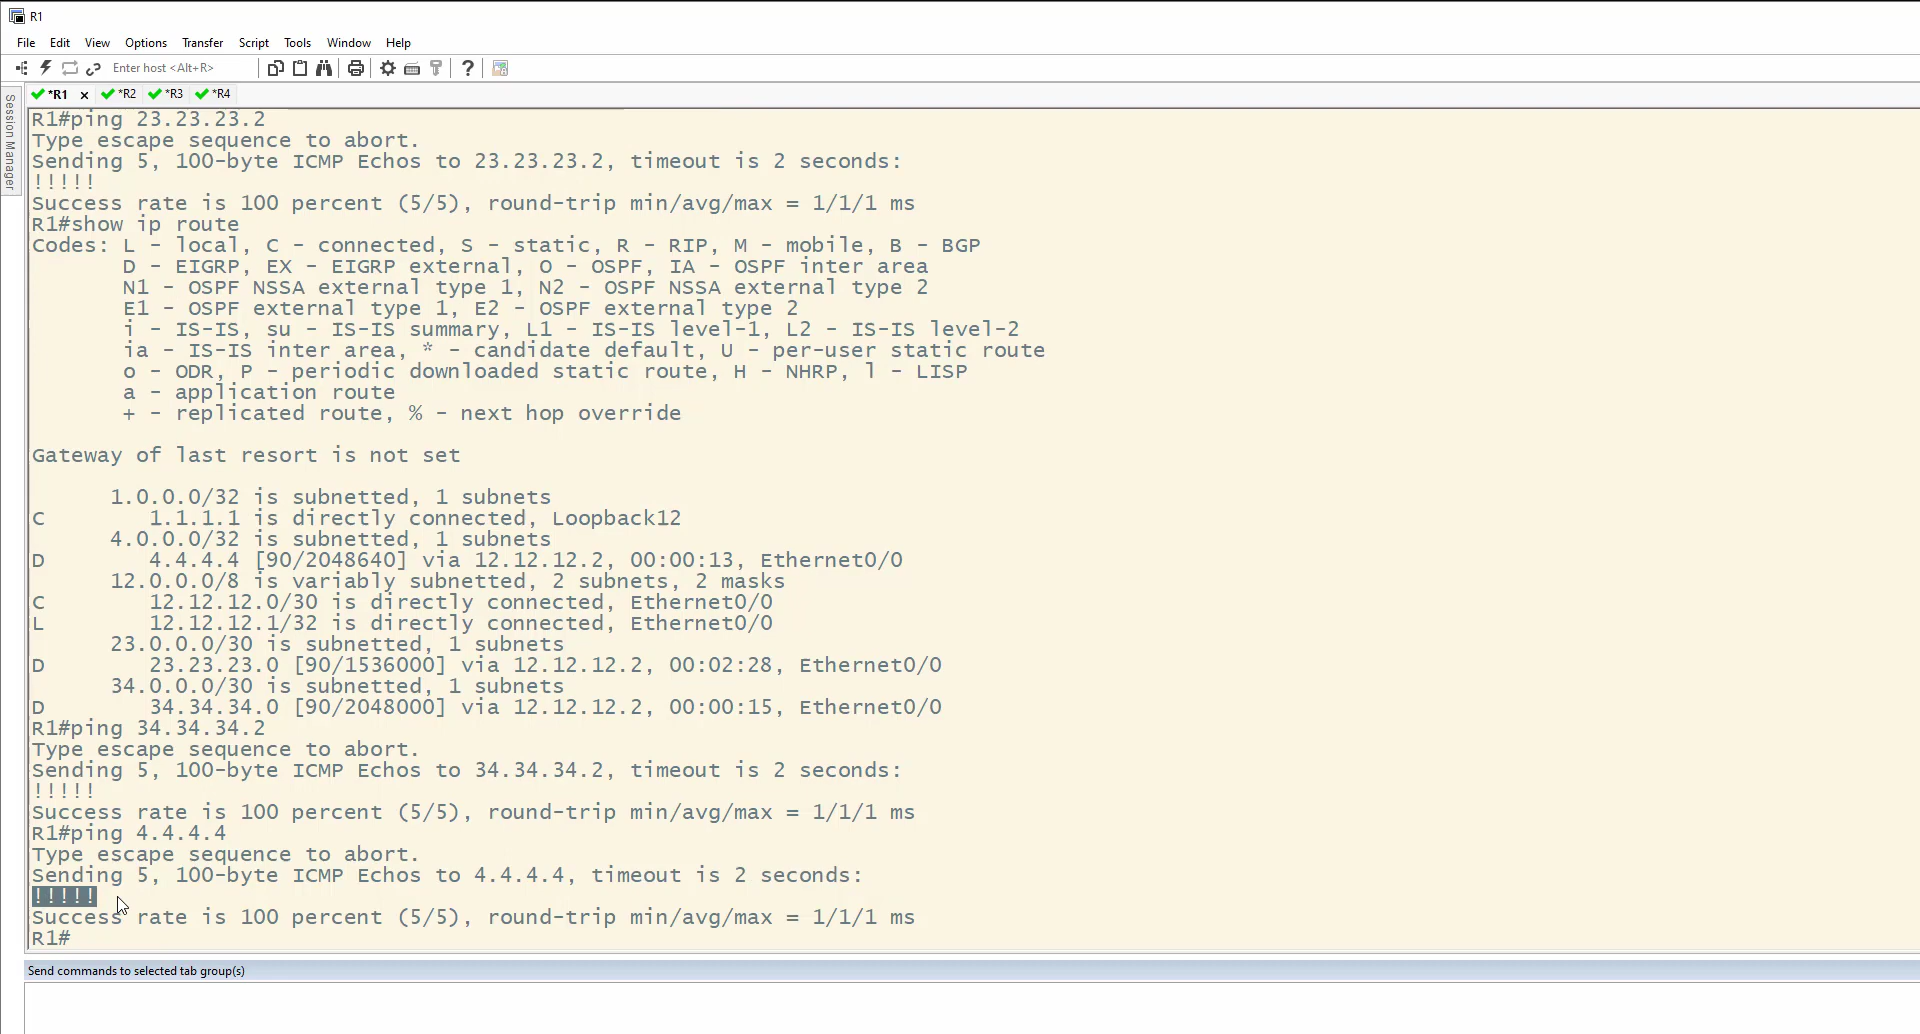 R1
File Edit View Options Transfer Script Tools Window Help
Enter host <Alt+R>
*R1 x *R2 *R3 *R4
Session Manager
R1#ping 23.23.23.2
Type escape sequence to abort.
Sending 5, 100-byte ICMP Echos to 23.23.23.2, timeout is 2 seconds:
!!!!!
Success rate is 100 percent (5/5), round-trip min/avg/max = 1/1/1 ms
R1#show ip route
Codes: L - local, C - connected, S - static, R - RIP, M - mobile, B - BGP
       D - EIGRP, EX - EIGRP external, O - OSPF, IA - OSPF inter area
       N1 - OSPF NSSA external type 1, N2 - OSPF NSSA external type 2
       E1 - OSPF external type 1, E2 - OSPF external type 2
       i - IS-IS, su - IS-IS summary, L1 - IS-IS level-1, L2 - IS-IS level-2
       ia - IS-IS inter area, * - candidate default, U - per-user static route
       o - ODR, P - periodic downloaded static route, H - NHRP, l - LISP
       a - application route
       + - replicated route, % - next hop override
Gateway of last resort is not set
      1.0.0.0/32 is subnetted, 1 subnets
C        1.1.1.1 is directly connected, Loopback12
      4.0.0.0/32 is subnetted, 1 subnets
D        4.4.4.4 [90/2048640] via 12.12.12.2, 00:00:13, Ethernet0/0
      12.0.0.0/8 is variably subnetted, 2 subnets, 2 masks
C        12.12.12.0/30 is directly connected, Ethernet0/0
L        12.12.12.1/32 is directly connected, Ethernet0/0
      23.0.0.0/30 is subnetted, 1 subnets
D        23.23.23.0 [90/1536000] via 12.12.12.2, 00:02:28, Ethernet0/0
      34.0.0.0/30 is subnetted, 1 subnets
D        34.34.34.0 [90/2048000] via 12.12.12.2, 00:00:15, Ethernet0/0
R1#ping 34.34.34.2
Type escape sequence to abort.
Sending 5, 100-byte ICMP Echos to 34.34.34.2, timeout is 2 seconds:
!!!!!
Success rate is 100 percent (5/5), round-trip min/avg/max = 1/1/1 ms
R1#ping 4.4.4.4
Type escape sequence to abort.
Sending 5, 100-byte ICMP Echos to 4.4.4.4, timeout is 2 seconds:
!!!!!
Success rate is 100 percent (5/5), round-trip min/avg/max = 1/1/1 ms
R1#
Send commands to selected tab group(s)